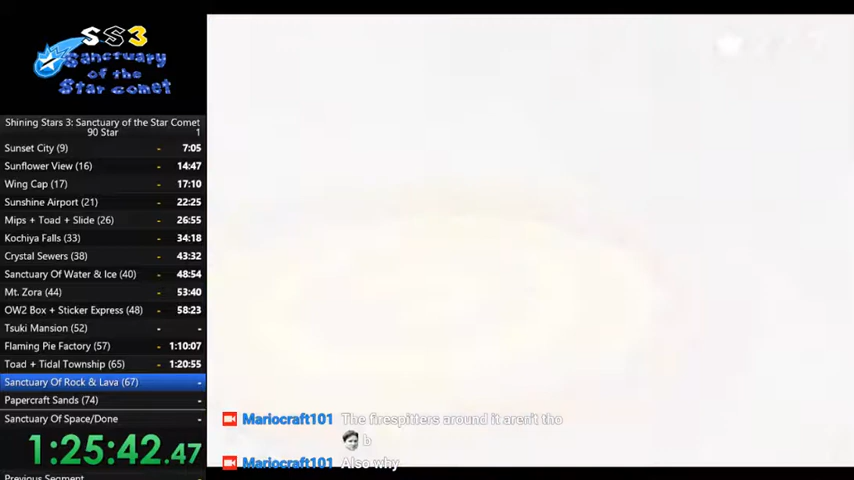 SS3
Sanctuary
of the
Star Comet
Shining Stars 3: Sanctuary of the Star Comet
90 Star 1
Sunset City (9) - 7:05
Sunflower View (16) - 14:47
Wing Cap (17) - 17:10
Sunshine Airport (21) - 22:25
Mips + Toad + Slide (26) - 26:55
Kochiya Falls (33) - 34:18
Crystal Sewers (38) - 43:32
Sanctuary Of Water & Ice (40) - 48:54
Mt. Zora (44) - 53:40
OW2 Box + Sticker Express (48) - 58:23
Tsuki Mansion (52) - -
Flaming Pie Factory (57) - 1:10:07
Toad + Tidal Township (65) - 1:20:55
Sanctuary Of Rock & Lava (67) -
Papercraft Sands (74) -
Sanctuary Of Space/Done -
1:25:42.47
Previous Segment
Mariocraft101 The firespitters around it aren't tho
b
Mariocraft101 Also why